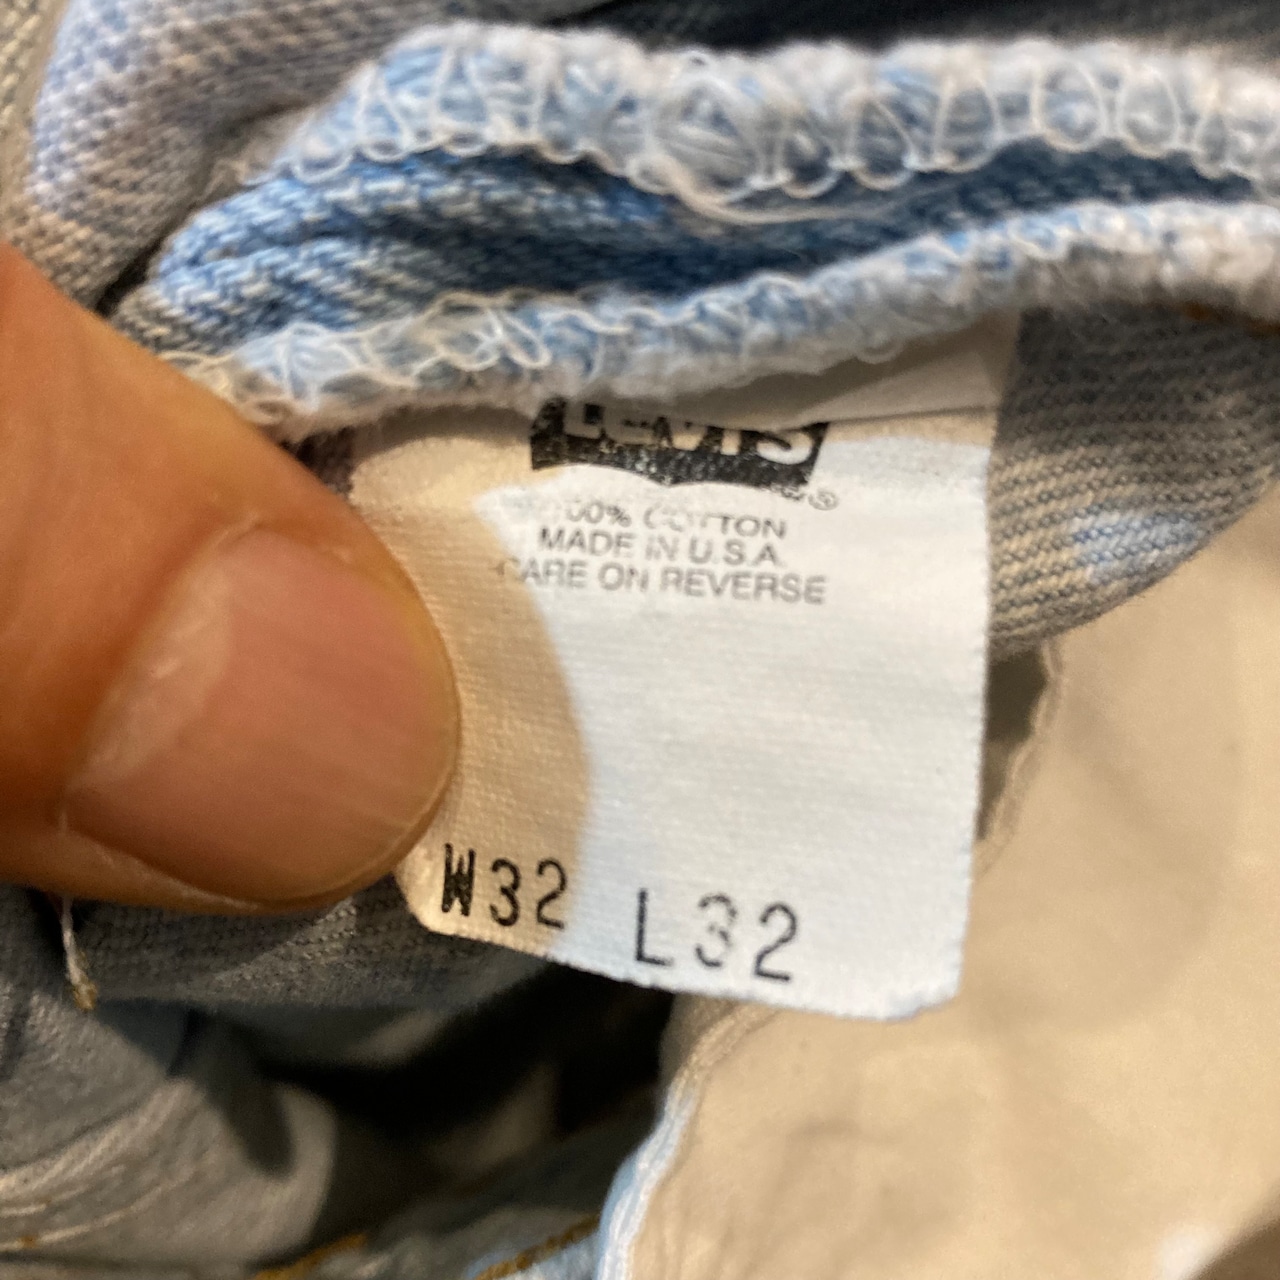 LEVI'S ®
100% COTTON
MADE IN U.S.A.
CARE ON REVERSE
W32 L32